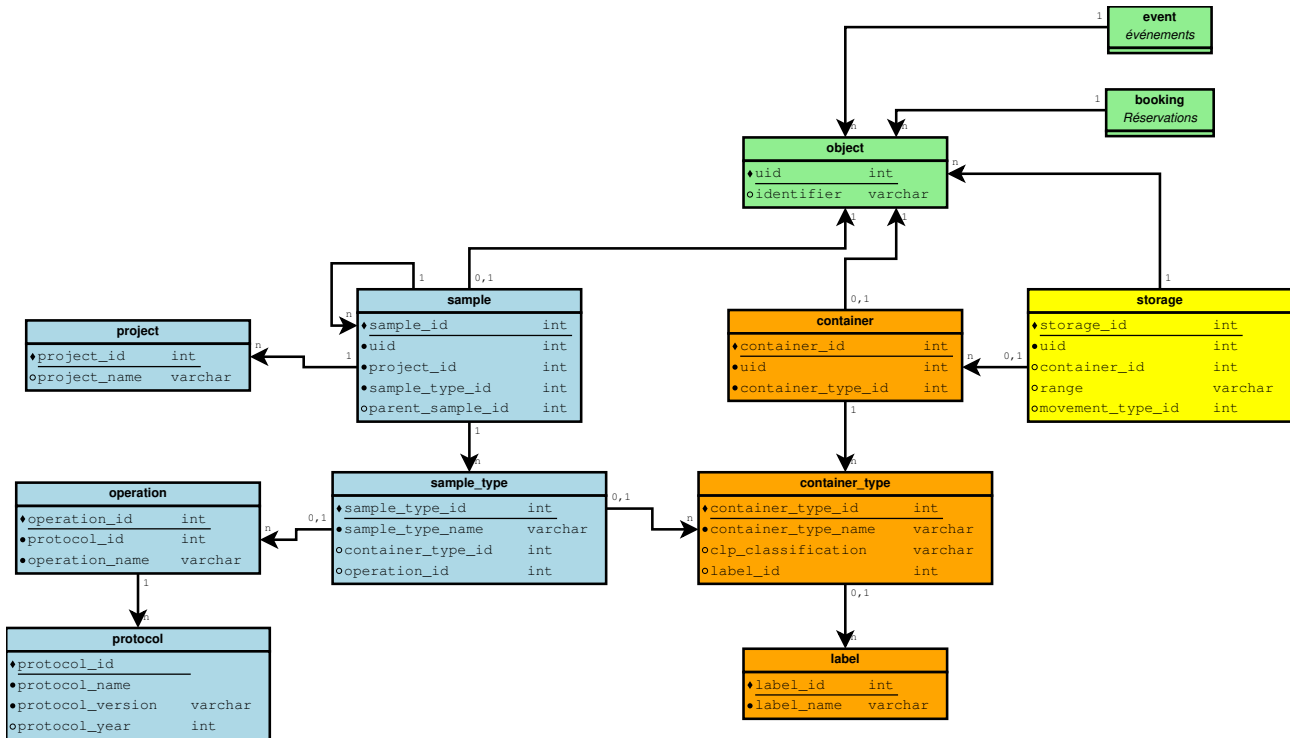 event
événements
1
booking
Réservations
1
n
n
object
uid int
identifier varchar
n
1
1
1
0,1
0,1
1
sample
sample_id int
uid int
project_id int
sample_type_id int
parent_sample_id int
n
1
project
project_id int
project_name varchar
n
container
container_id int
uid int
container_type_id int
n
0,1
storage
storage_id int
uid int
container_id int
range varchar
movement_type_id int
1
n
1
n
operation
operation_id int
protocol_id int
operation_name varchar
n
0,1
sample_type
sample_type_id int
sample_type_name varchar
container_type_id int
operation_id int
0,1
n
container_type
container_type_id int
container_type_name varchar
clp_classification varchar
label_id int
1
n
0,1
n
protocol
protocol_id
protocol_name
protocol_version varchar
protocol_year int
label
label_id int
label_name varchar